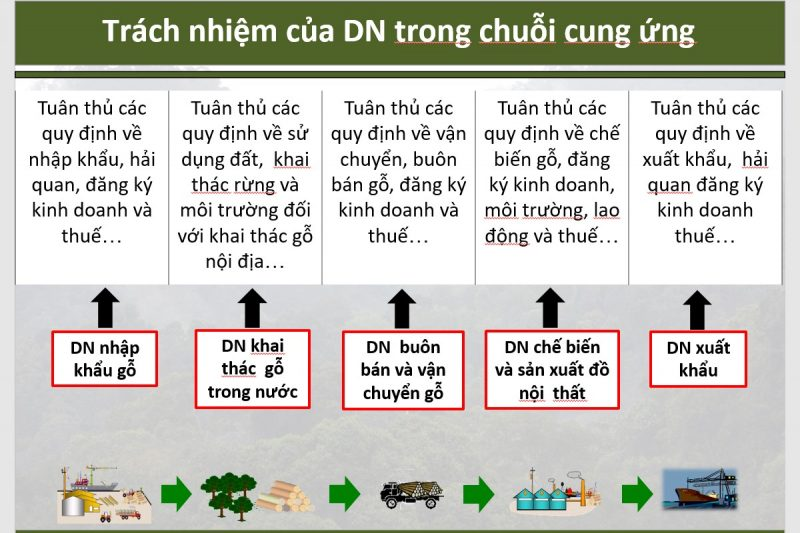 Trách nhiệm của DN trong chuỗi cung ứng
Tuân thủ các
quy định về
nhập khẩu, hải
quan, đăng ký
kinh doanh và
thuế…
Tuân thủ các
quy định về sử
dụng đất, khai
thác rừng và
môi trường đối
với khai thác gỗ
nội địa…
Tuân thủ các
quy định về vận
chuyển, buôn
bán gỗ, đăng ký
kinh doanh và
thuế…
Tuân thủ các
quy định về chế
biến gỗ, đăng
ký kinh doanh,
môi trường, lao
động và thuế…
Tuân thủ các
quy định về
xuất khẩu, hải
quan đăng ký
kinh doanh
thuế…
DN nhập
khẩu gỗ
DN khai
thác gỗ
trong nước
DN buôn
bán và vận
chuyển gỗ
DN chế biến
và sản xuất đồ
nội thất
DN xuất
khẩu